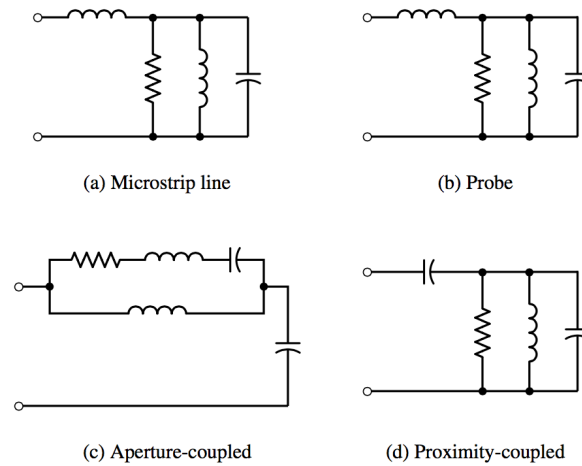 (a) Microstrip line
(b) Probe
(c) Aperture-coupled
(d) Proximity-coupled